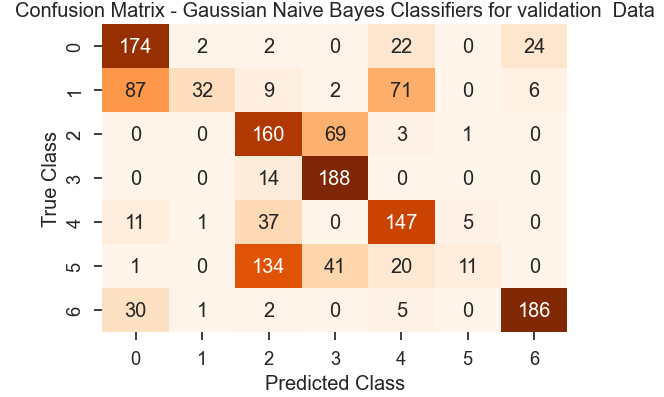 Confusion Matrix - Gaussian Naive Bayes Classifiers for validation  Data
True Class
0 174 2 2 0 22 0 24
1 87 32 9 2 71 0 6
2 0 0 160 69 3 1 0
3 0 0 14 188 0 0 0
4 11 1 37 0 147 5 0
5 1 0 134 41 20 11 0
6 30 1 2 0 5 0 186
0 1 2 3 4 5 6
Predicted Class